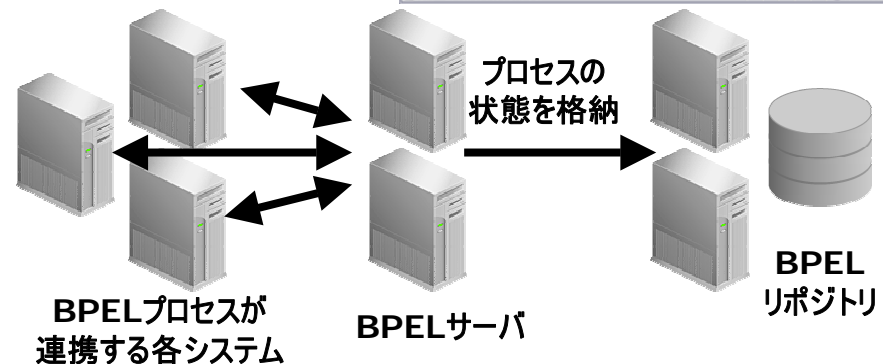 プロセスの
状態を格納
BPEL
リポジトリ
BPELプロセスが
連携する各システム
BPELサーバ